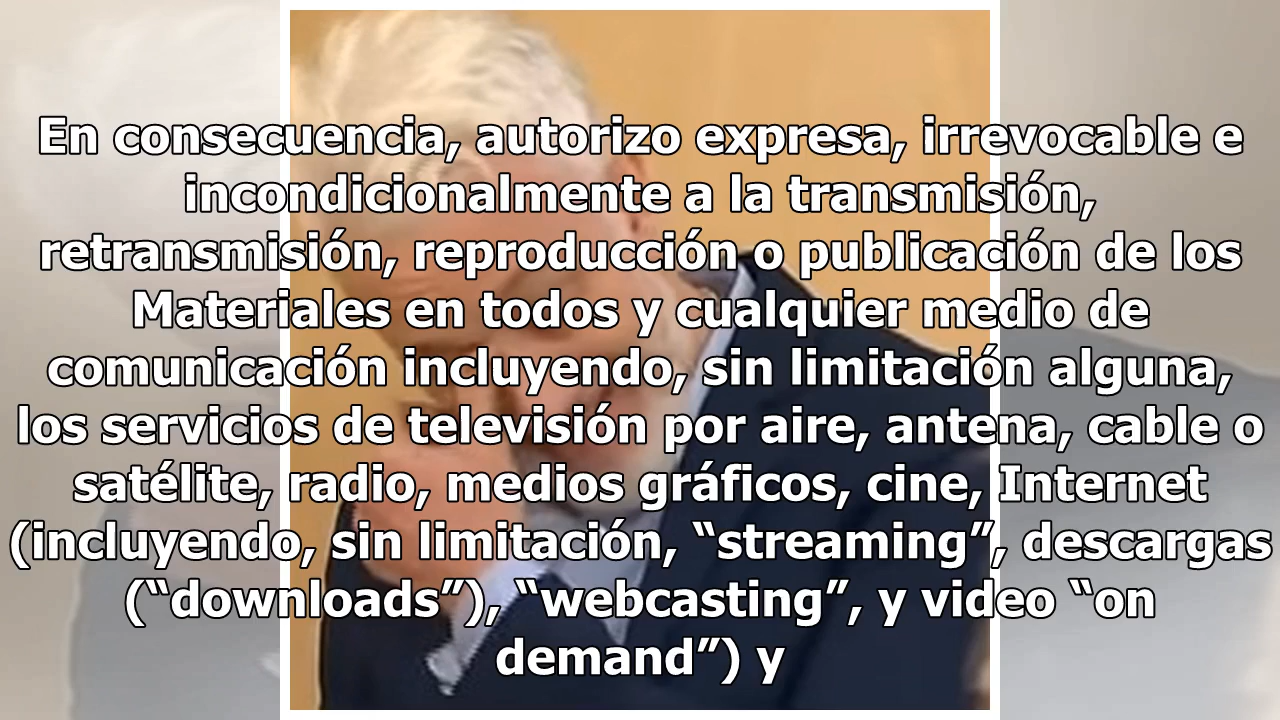 En consecuencia, autorizo expresa, irrevocable e
incondicionalmente a la transmisión,
retransmisión, reproducción o publicación de los
Materiales en todos y cualquier medio de
comunicación incluyendo, sin limitación alguna,
los servicios de televisión por aire, antena, cable o
satélite, radio, medios gráficos, cine, Internet
(incluyendo, sin limitación, “streaming”, descargas
(“downloads”), “webcasting”, y video “on
demand”) y